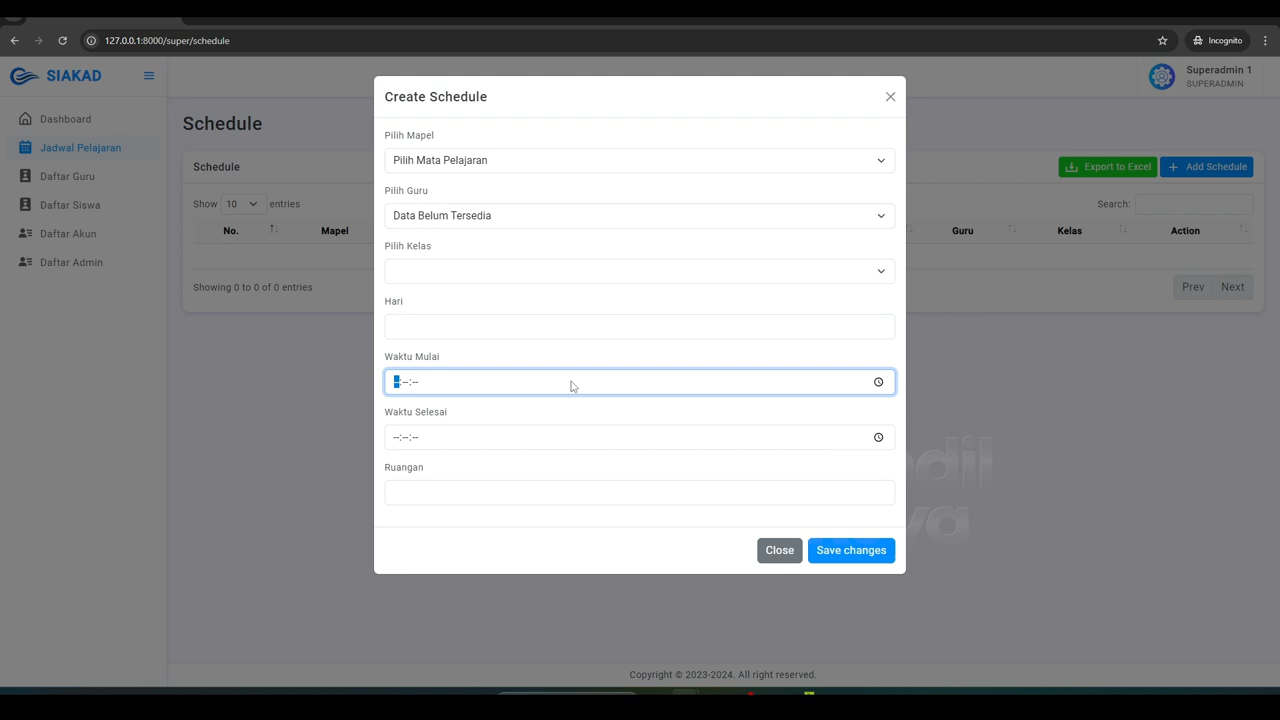 127.0.0.1:8000/super/schedule
Incognito
SIAKAD
Superadmin 1
SUPERADMIN
Dashboard
Jadwal Pelajaran
Daftar Guru
Daftar Siswa
Daftar Akun
Daftar Admin
Schedule
Schedule
Export to Excel
+ Add Schedule
Show 10 entries
Search:
No.
Mapel
Guru
Kelas
Action
Showing 0 to 0 of 0 entries
Prev
Next
Create Schedule
Pilih Mapel
Pilih Mata Pelajaran
Pilih Guru
Data Belum Tersedia
Pilih Kelas
Hari
Waktu Mulai
--:--:--
Waktu Selesai
--:--:--
Ruangan
Close
Save changes
Copyright © 2023-2024. All right reserved.